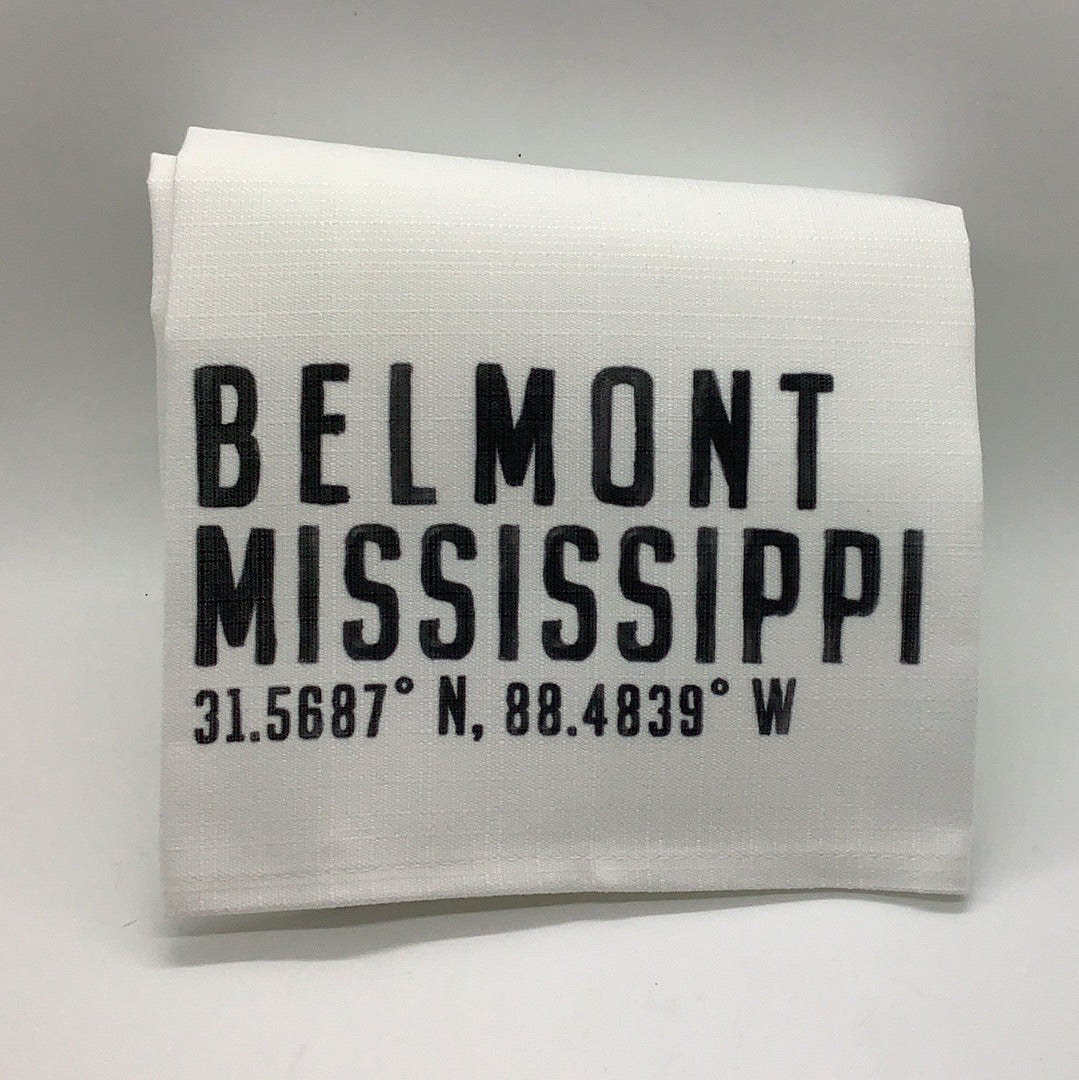 BELMONT
MISSISSIPPI
31.5687° N, 88.4839° W